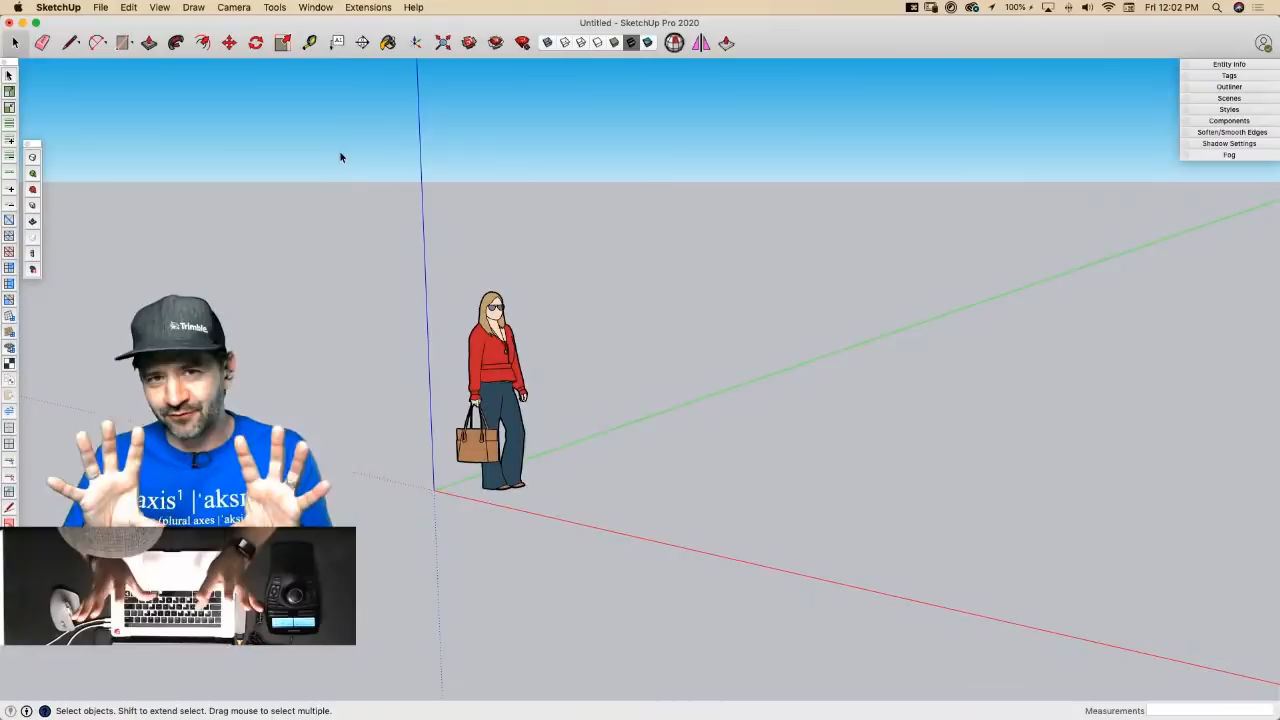 SketchUp File Edit View Draw Camera Tools Window Extensions Help
100% Fri 12:02 PM
Untitled - SketchUp Pro 2020
Entity Info
Tags
Outliner
Scenes
Styles
Components
Soften/Smooth Edges
Shadow Settings
Fog
Trimble
axis¹ |ˈaks
(plural axes |ˈaks
Select objects. Shift to extend select. Drag mouse to select multiple.
Measurements